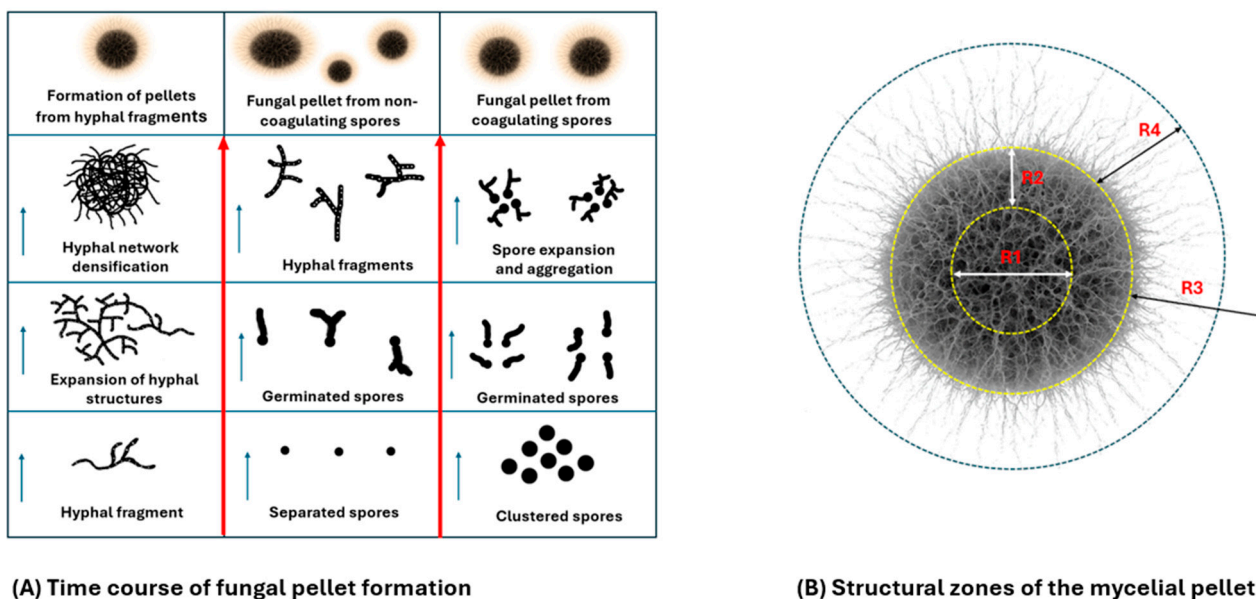 Formation of pellets
from hyphal fragments
Fungal pellet from non-
coagulating spores
Fungal pellet from
coagulating spores
Hyphal network
densification
Hyphal fragments
Spore expansion
and aggregation
Expansion of hyphal
structures
Germinated spores
Germinated spores
Hyphal fragment
Separated spores
Clustered spores
(A) Time course of fungal pellet formation
R4
R2
R1
R3
(B) Structural zones of the mycelial pellet